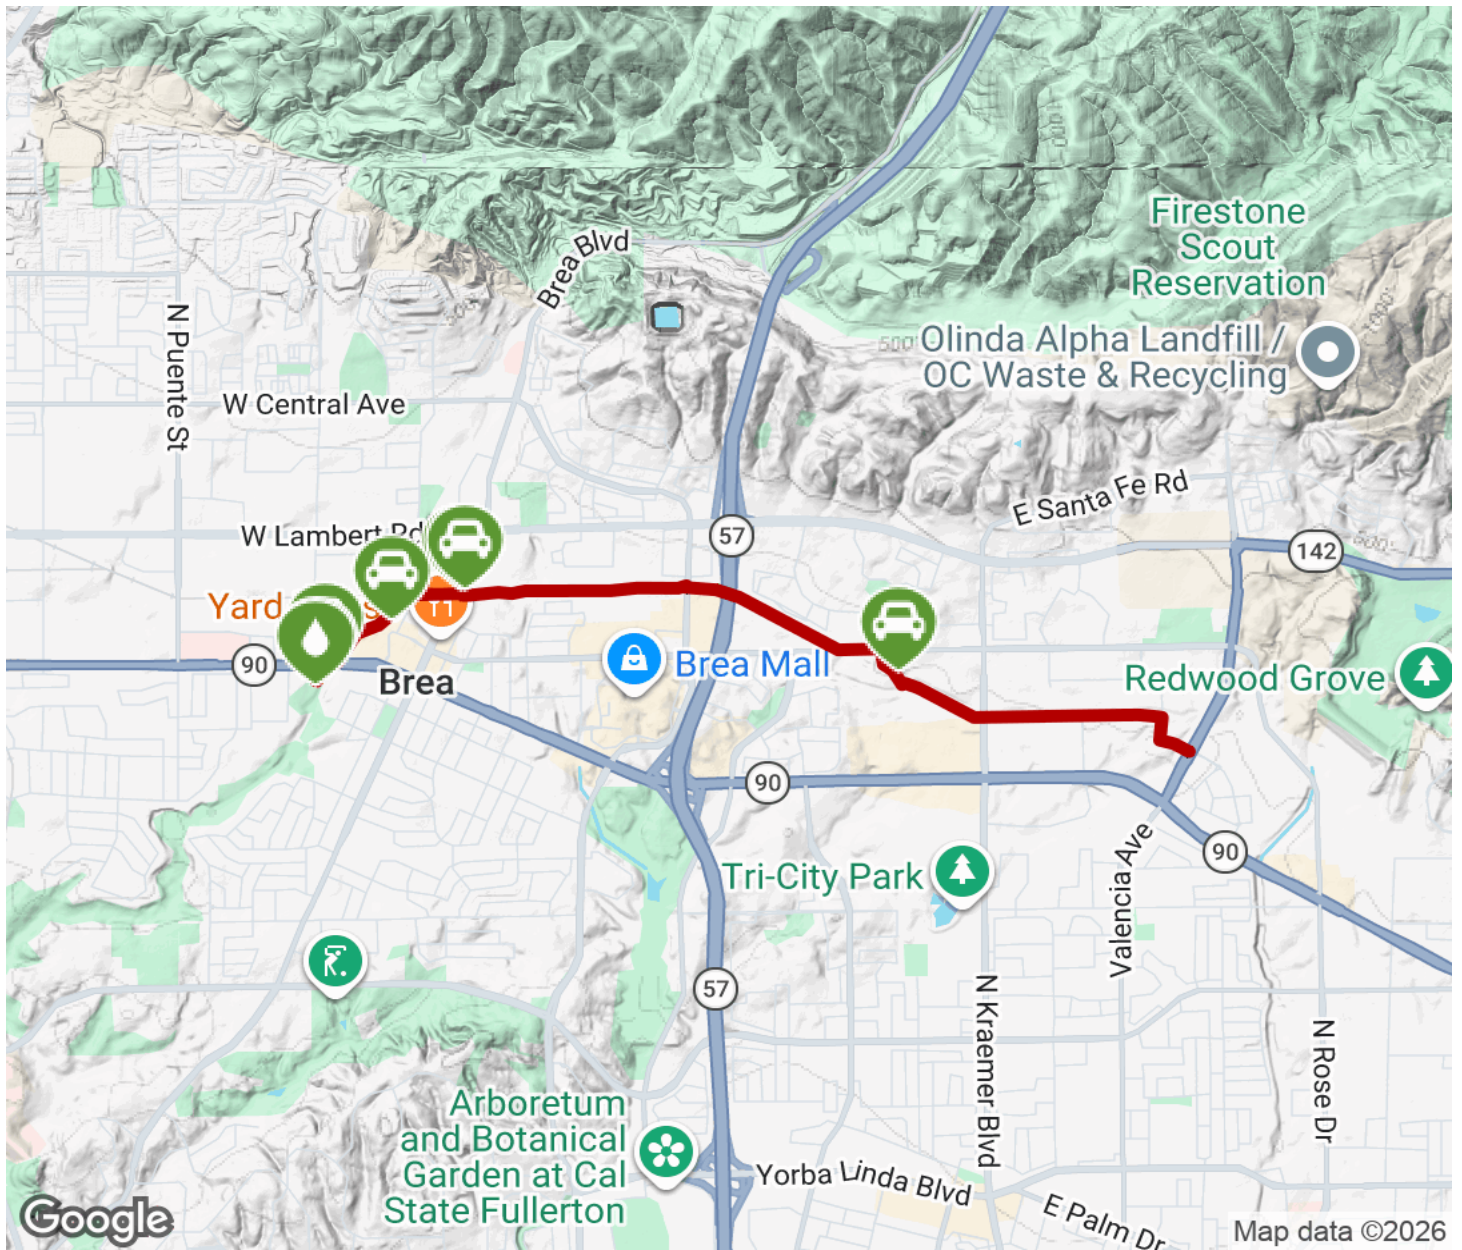 Firestone
Scout
Reservation
Brea Blvd
N Puente St
Olinda Alpha Landfill /
OC Waste & Recycling
500'
500'
W Central Ave
E Santa Fe Rd
W Lambert Rd
57
142
Yard
90
Brea Mall
Brea
Redwood Grove
90
Tri-City Park
Valencia Ave
90
57
N Kraemer Blvd
N Rose Dr
Arboretum
and Botanical
Garden at Cal
State Fullerton
Yorba Linda Blvd
E Palm Dr
Google
Map data ©2026